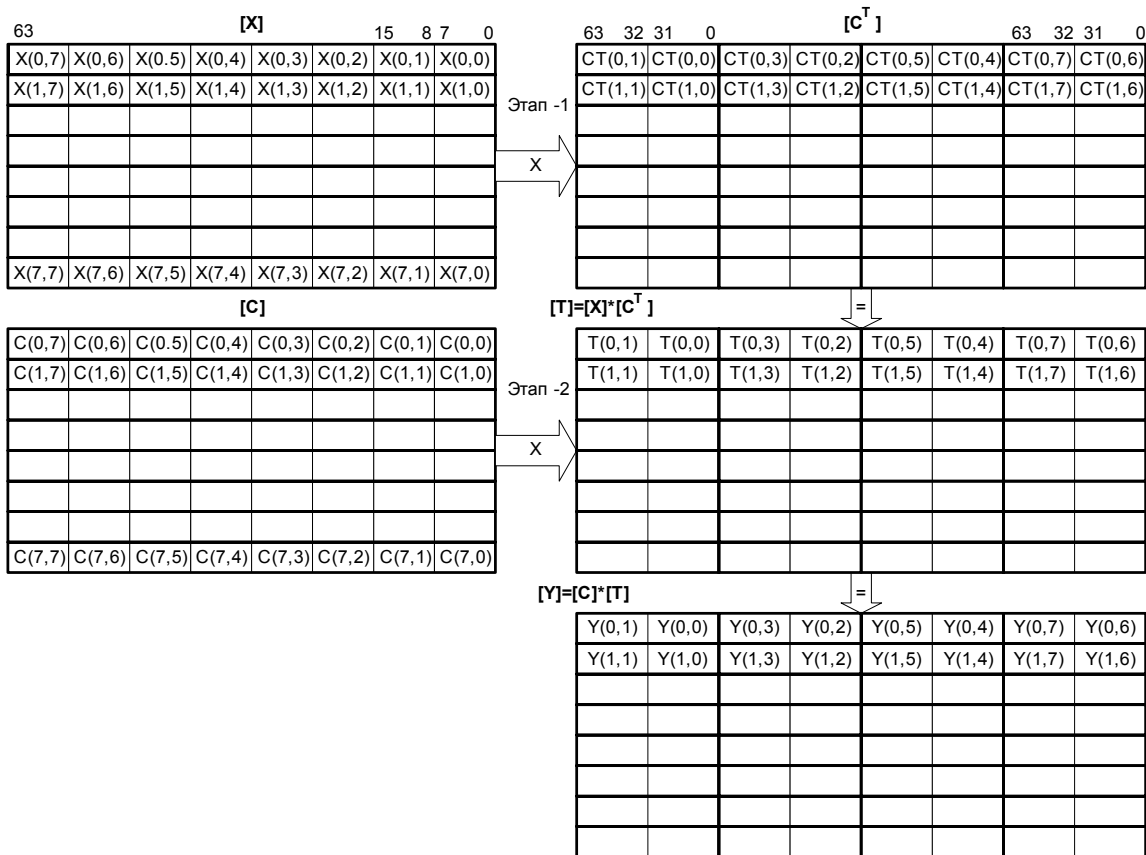 [X]
[Cᵀ]
63 15 8 7 0
63 32 31 0 63 32 31 0
X(0,7) X(0,6) X(0.5) X(0,4) X(0,3) X(0,2) X(0,1) X(0,0)
CT(0,1) CT(0,0) CT(0,3) CT(0,2) CT(0,5) CT(0,4) CT(0,7) CT(0,6)
X(1,7) X(1,6) X(1,5) X(1,4) X(1,3) X(1,2) X(1,1) X(1,0)
CT(1,1) CT(1,0) CT(1,3) CT(1,2) CT(1,5) CT(1,4) CT(1,7) CT(1,6)
Этап -1
X
X(7,7) X(7,6) X(7,5) X(7,4) X(7,3) X(7,2) X(7,1) X(7,0)
[C]
[T]=[X]*[Cᵀ]
=
C(0,7) C(0,6) C(0.5) C(0,4) C(0,3) C(0,2) C(0,1) C(0,0)
T(0,1) T(0,0) T(0,3) T(0,2) T(0,5) T(0,4) T(0,7) T(0,6)
C(1,7) C(1,6) C(1,5) C(1,4) C(1,3) C(1,2) C(1,1) C(1,0)
T(1,1) T(1,0) T(1,3) T(1,2) T(1,5) T(1,4) T(1,7) T(1,6)
Этап -2
X
C(7,7) C(7,6) C(7,5) C(7,4) C(7,3) C(7,2) C(7,1) C(7,0)
[Y]=[C]*[T]
=
Y(0,1) Y(0,0) Y(0,3) Y(0,2) Y(0,5) Y(0,4) Y(0,7) Y(0,6)
Y(1,1) Y(1,0) Y(1,3) Y(1,2) Y(1,5) Y(1,4) Y(1,7) Y(1,6)